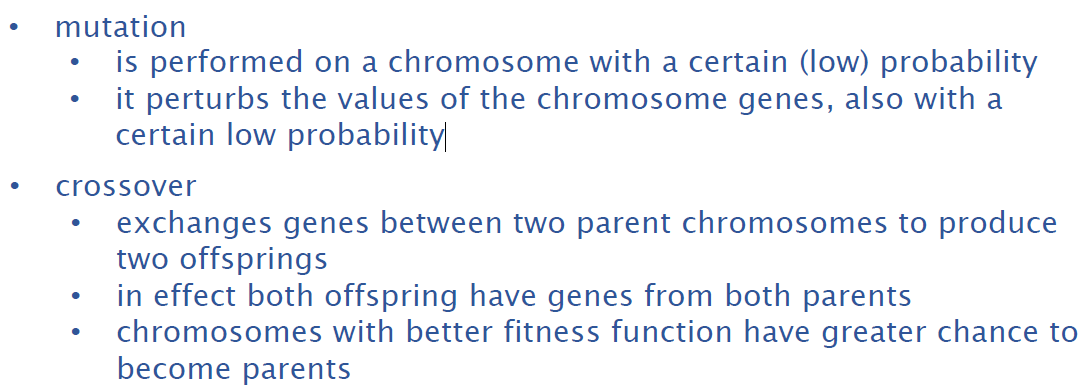 • mutation
• is performed on a chromosome with a certain (low) probability
• it perturbs the values of the chromosome genes, also with a
certain low probability
• crossover
• exchanges genes between two parent chromosomes to produce
two offsprings
• in effect both offspring have genes from both parents
• chromosomes with better fitness function have greater chance to
become parents